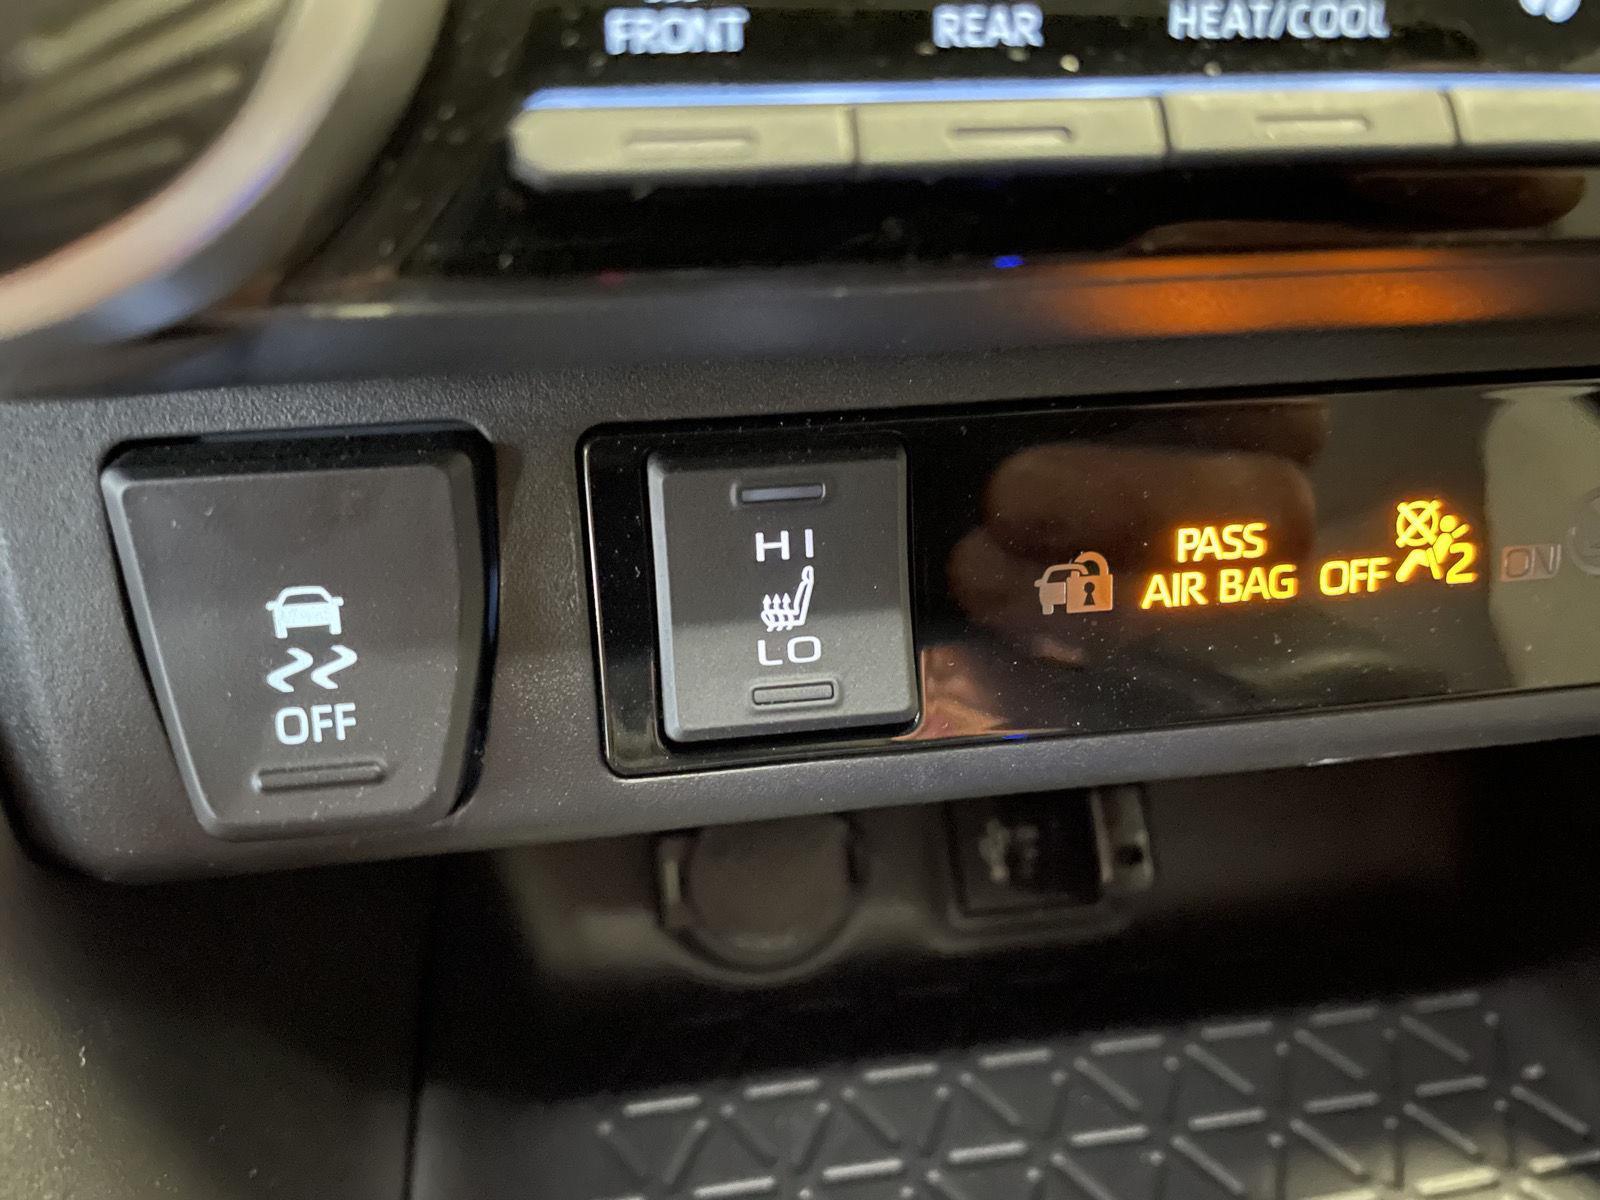 FRONT REAR HEAT/COOL
OFF
HI
LO
PASS
AIR BAG OFF 2
ON